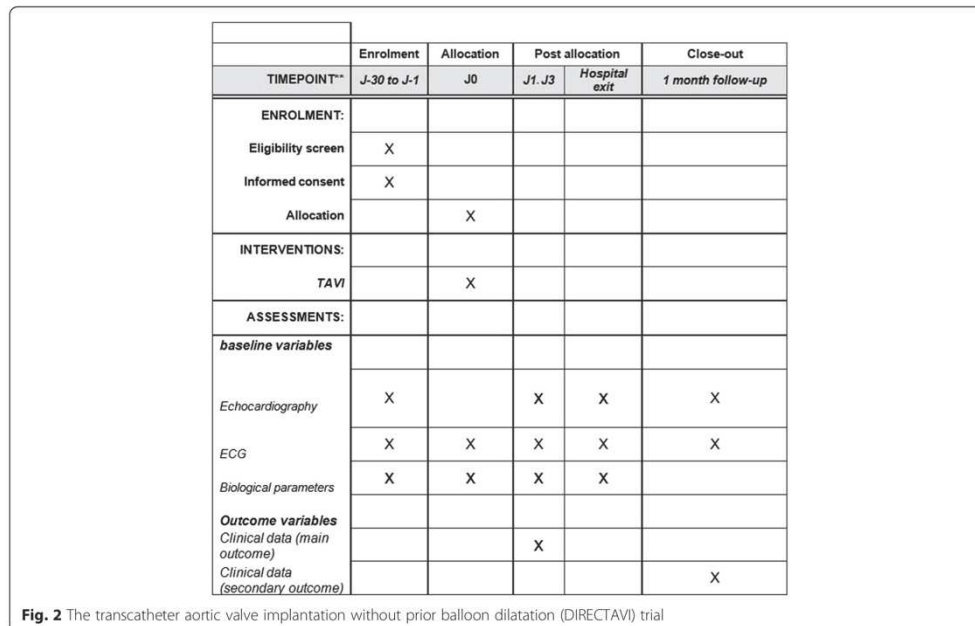 Enrolment Allocation Post allocation Close-out
TIMEPOINT** J-30 to J-1 J0 J1. J3 Hospital exit 1 month follow-up
ENROLMENT:
Eligibility screen X
Informed consent X
Allocation X
INTERVENTIONS:
TAVI X
ASSESSMENTS:
baseline variables
Echocardiography X X X X
ECG X X X X X
Biological parameters X X X X
Outcome variables
Clinical data (main
outcome) X
Clinical data
(secondary outcome) X
Fig. 2 The transcatheter aortic valve implantation without prior balloon dilatation (DIRECTAVI) trial